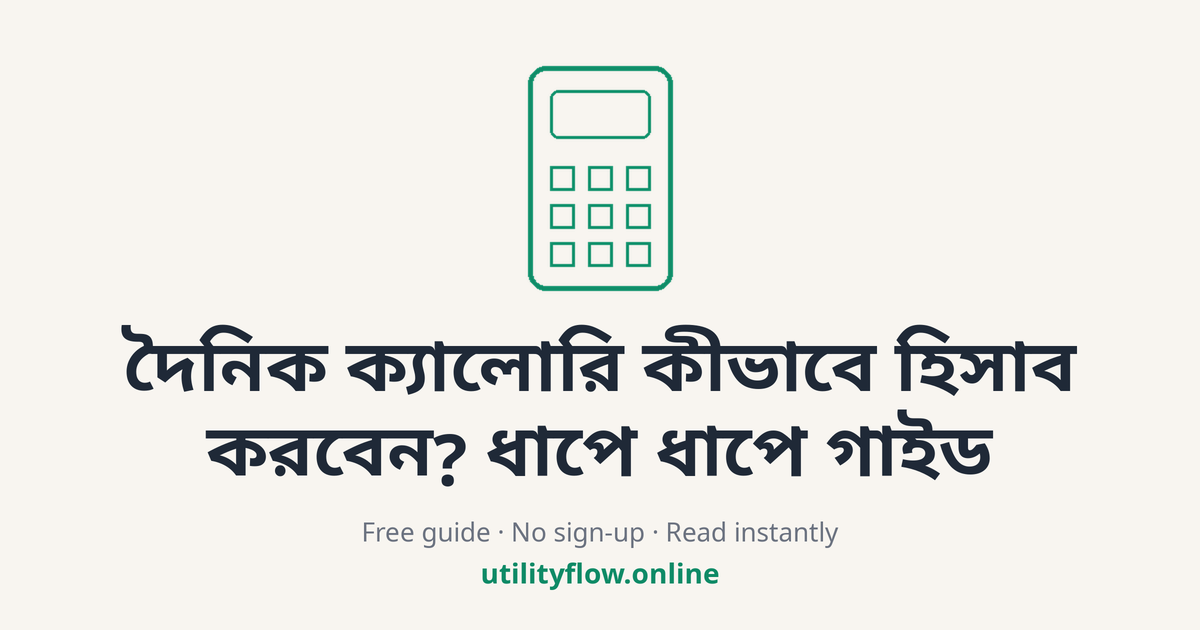 দৈনিক ক্যালোরি কীভাবে হিসাব
করবেন? ধাপে ধাপে গাইড
Free guide · No sign-up · Read instantly
utilityflow.online